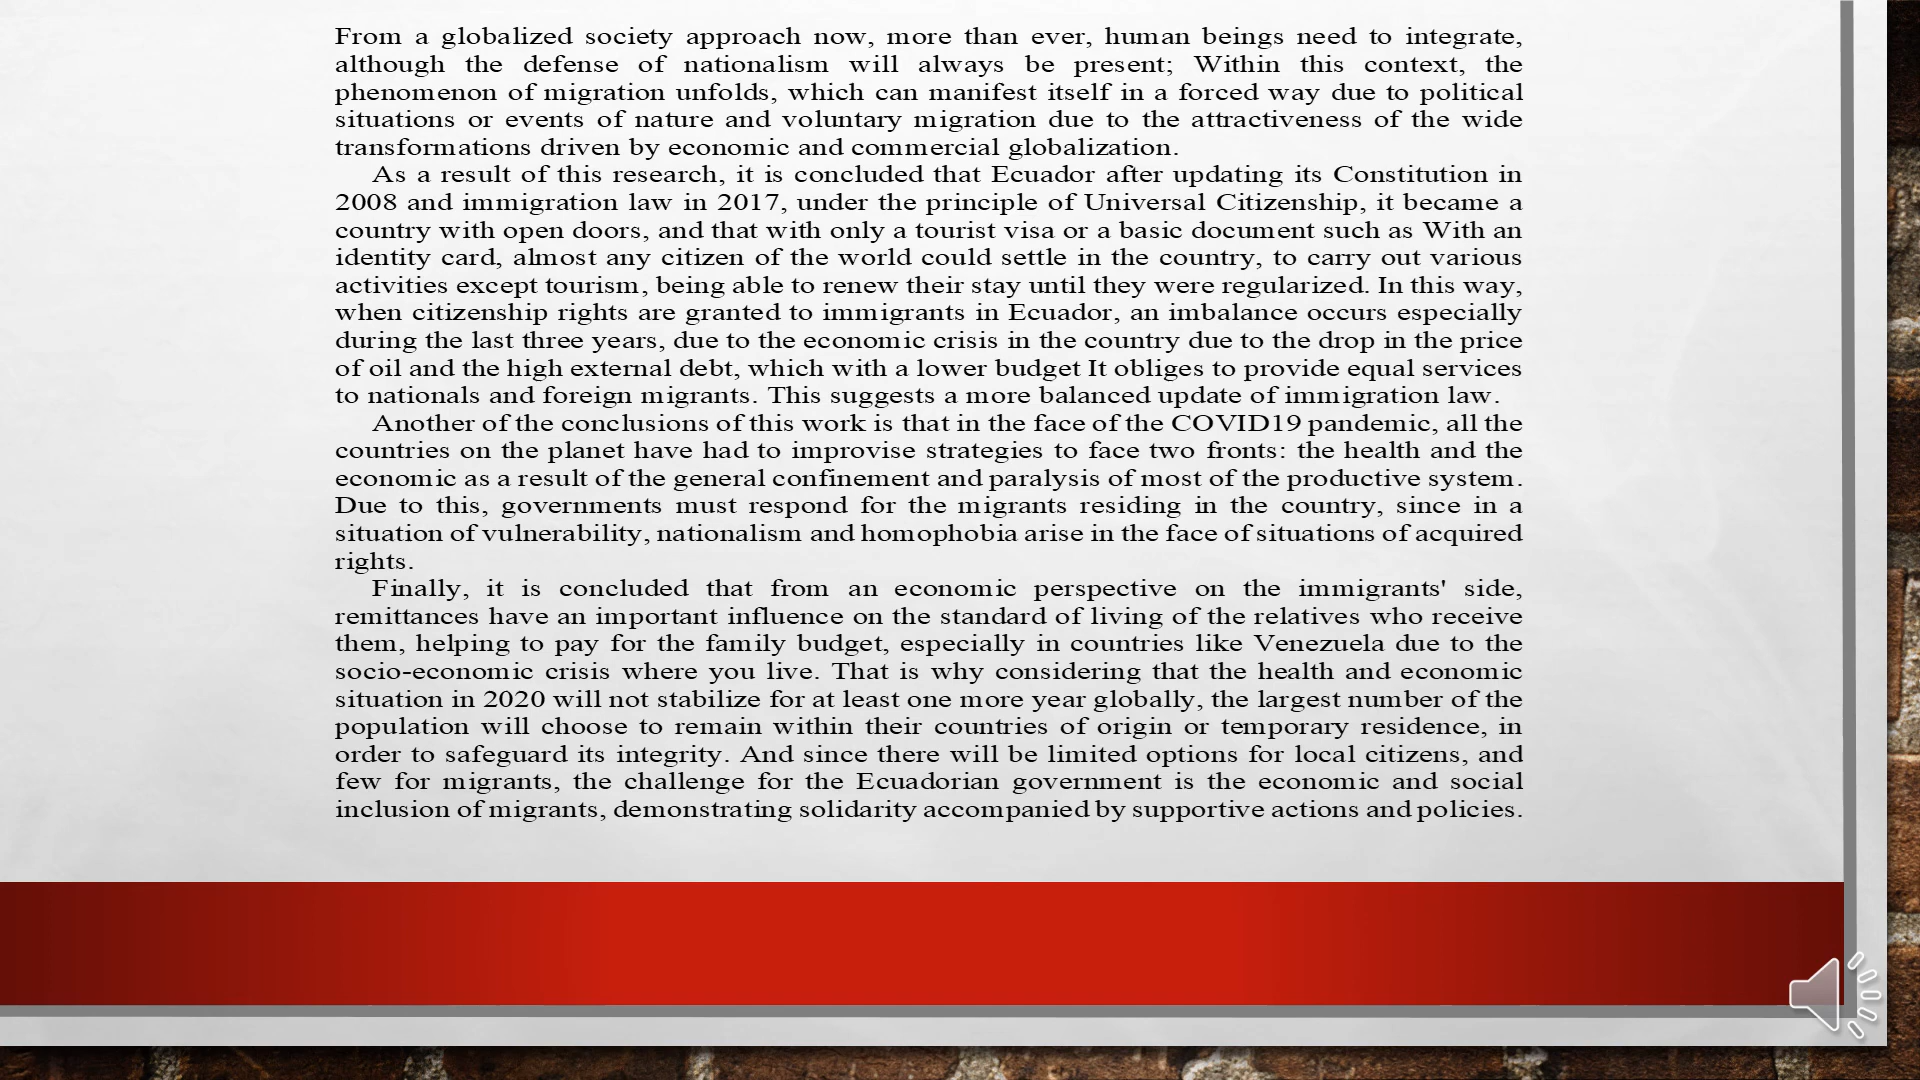 From a globalized society approach now, more than ever, human beings need to integrate,
although the defense of nationalism will always be present; Within this context, the
phenomenon of migration unfolds, which can manifest itself in a forced way due to political
situations or events of nature and voluntary migration due to the attractiveness of the wide
transformations driven by economic and commercial globalization.
As a result of this research, it is concluded that Ecuador after updating its Constitution in
2008 and immigration law in 2017, under the principle of Universal Citizenship, it became a
country with open doors, and that with only a tourist visa or a basic document such as With an
identity card, almost any citizen of the world could settle in the country, to carry out various
activities except tourism, being able to renew their stay until they were regularized. In this way,
when citizenship rights are granted to immigrants in Ecuador, an imbalance occurs especially
during the last three years, due to the economic crisis in the country due to the drop in the price
of oil and the high external debt, which with a lower budget It obliges to provide equal services
to nationals and foreign migrants. This suggests a more balanced update of immigration law.
Another of the conclusions of this work is that in the face of the COVID19 pandemic, all the
countries on the planet have had to improvise strategies to face two fronts: the health and the
economic as a result of the general confinement and paralysis of most of the productive system.
Due to this, governments must respond for the migrants residing in the country, since in a
situation of vulnerability, nationalism and homophobia arise in the face of situations of acquired
rights.
Finally, it is concluded that from an economic perspective on the immigrants' side,
remittances have an important influence on the standard of living of the relatives who receive
them, helping to pay for the family budget, especially in countries like Venezuela due to the
socio-economic crisis where you live. That is why considering that the health and economic
situation in 2020 will not stabilize for at least one more year globally, the largest number of the
population will choose to remain within their countries of origin or temporary residence, in
order to safeguard its integrity. And since there will be limited options for local citizens, and
few for migrants, the challenge for the Ecuadorian government is the economic and social
inclusion of migrants, demonstrating solidarity accompanied by supportive actions and policies.